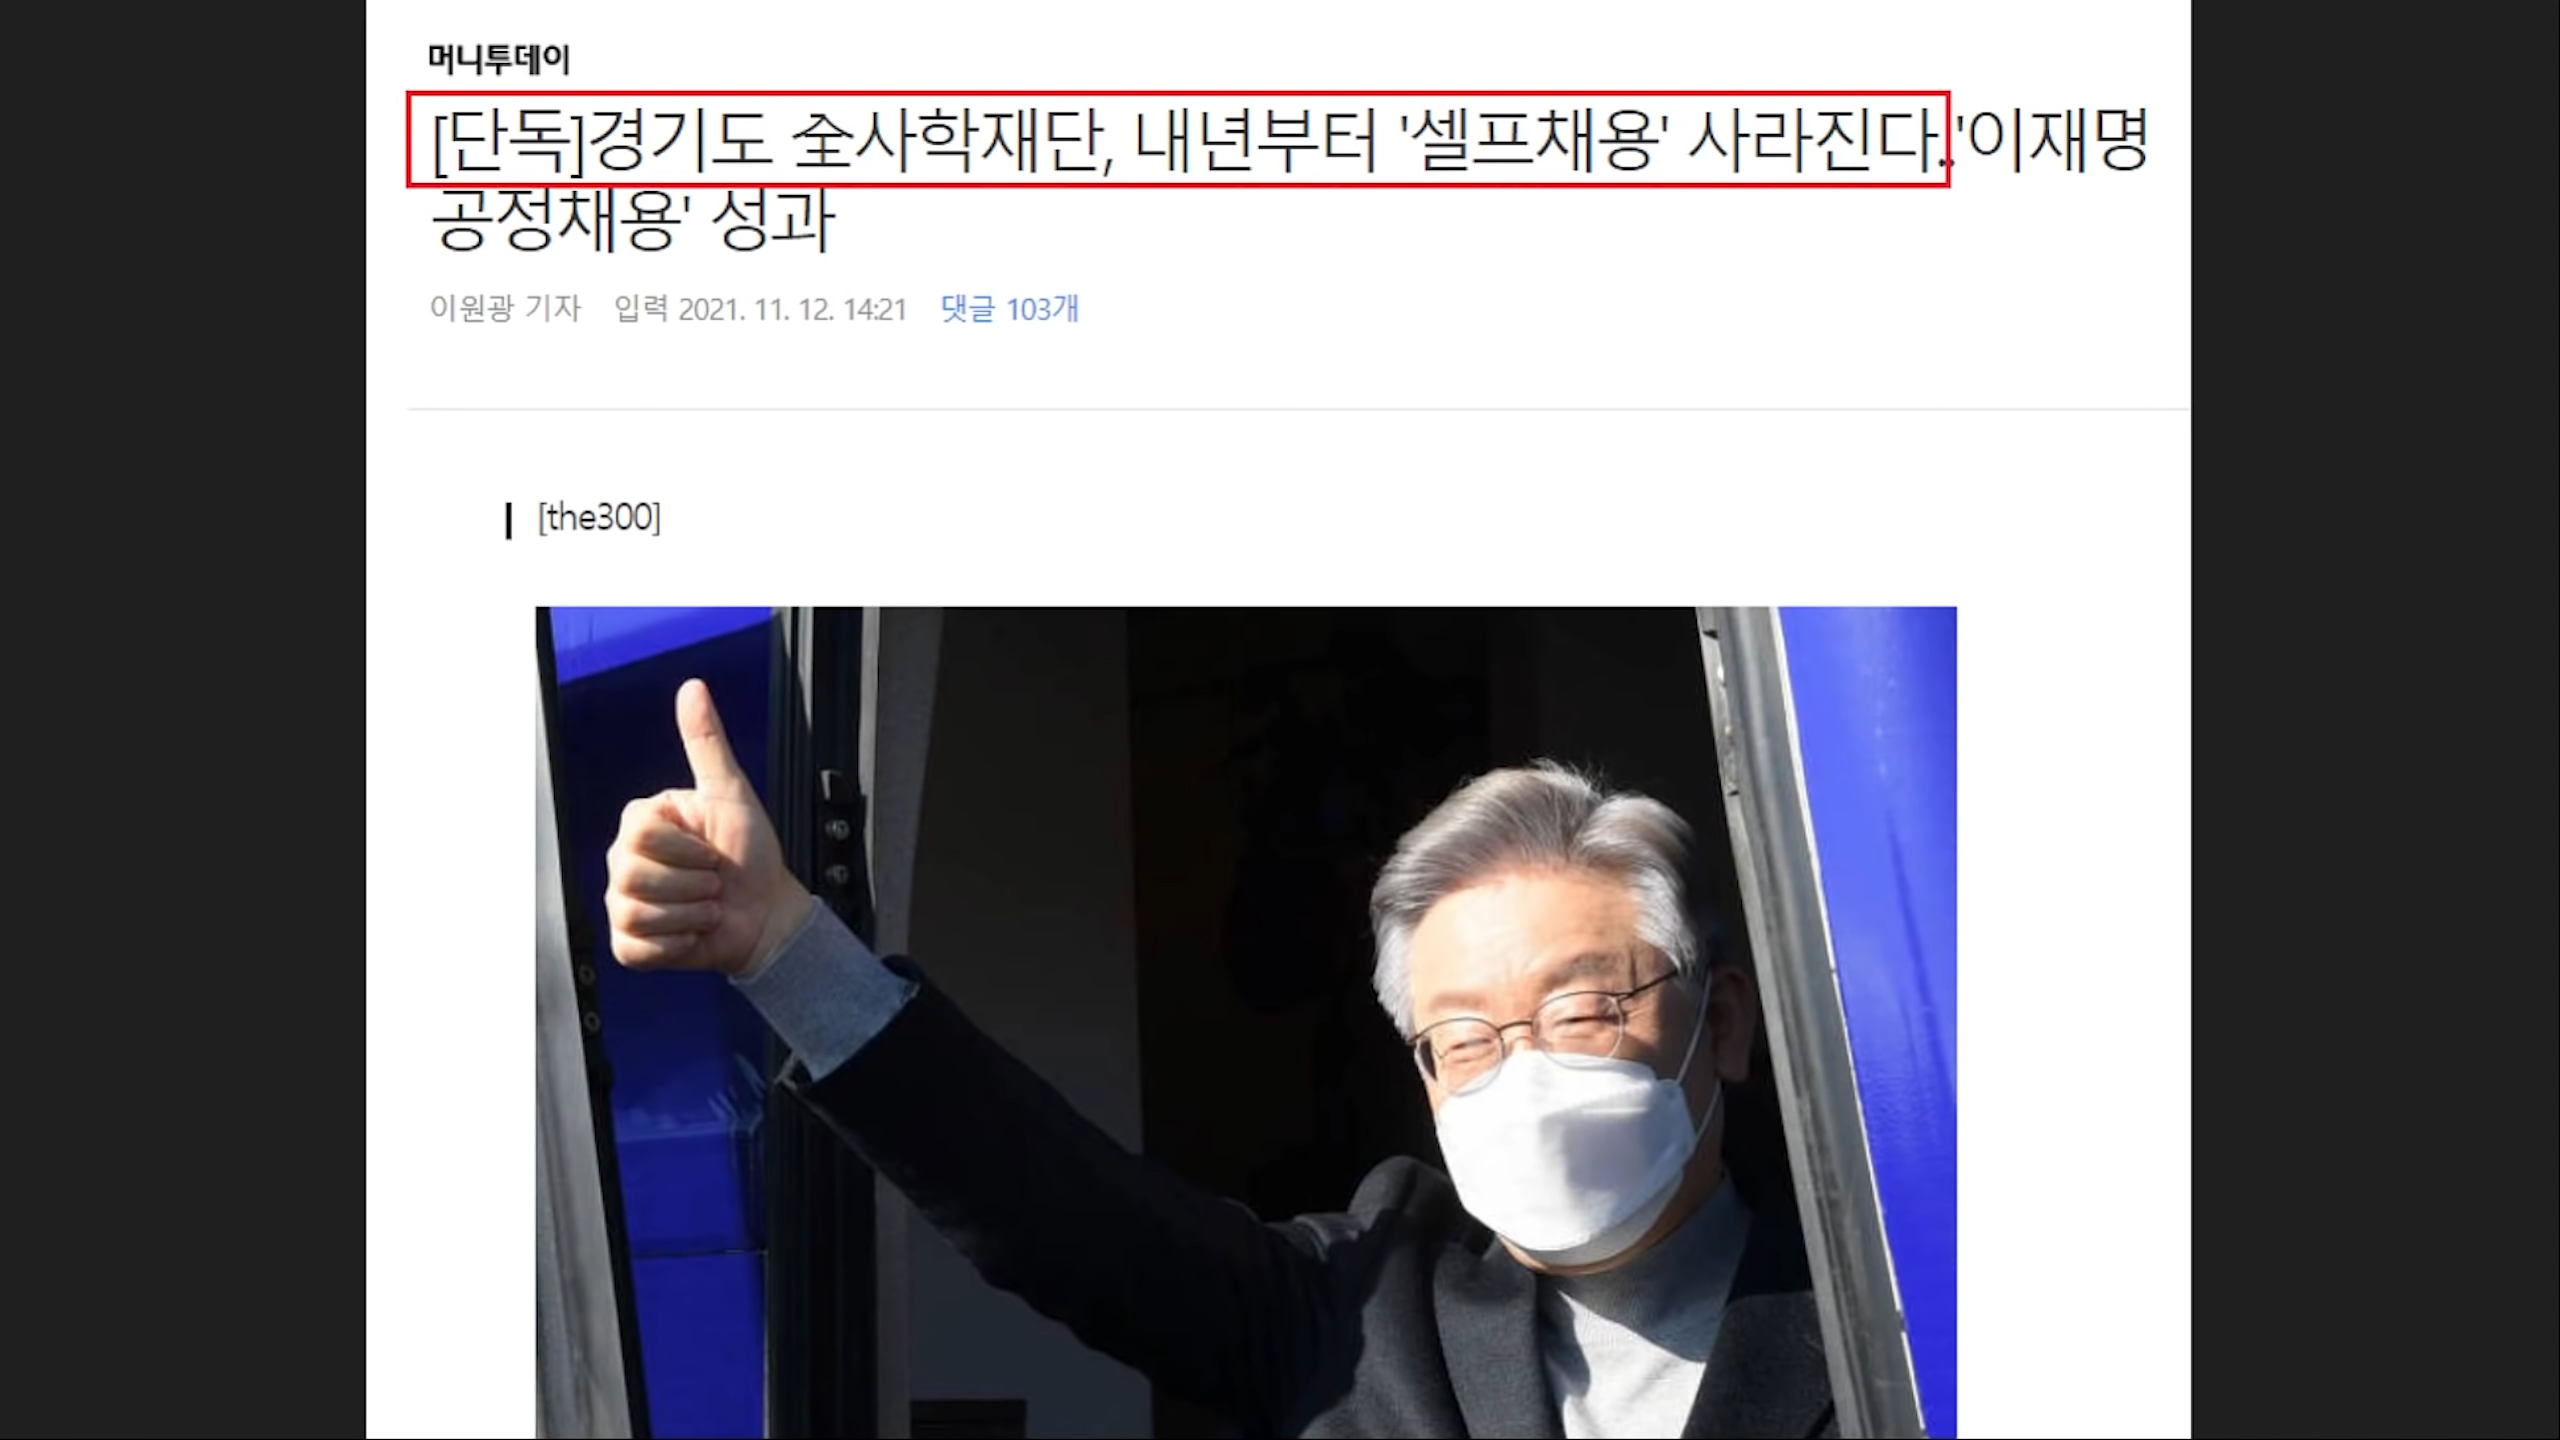 머니투데이
[단독]경기도 全사학재단, 내년부터 '셀프채용' 사라진다..'이재명
공정채용' 성과
이원광 기자 입력 2021. 11. 12. 14:21 댓글 103개
[the300]